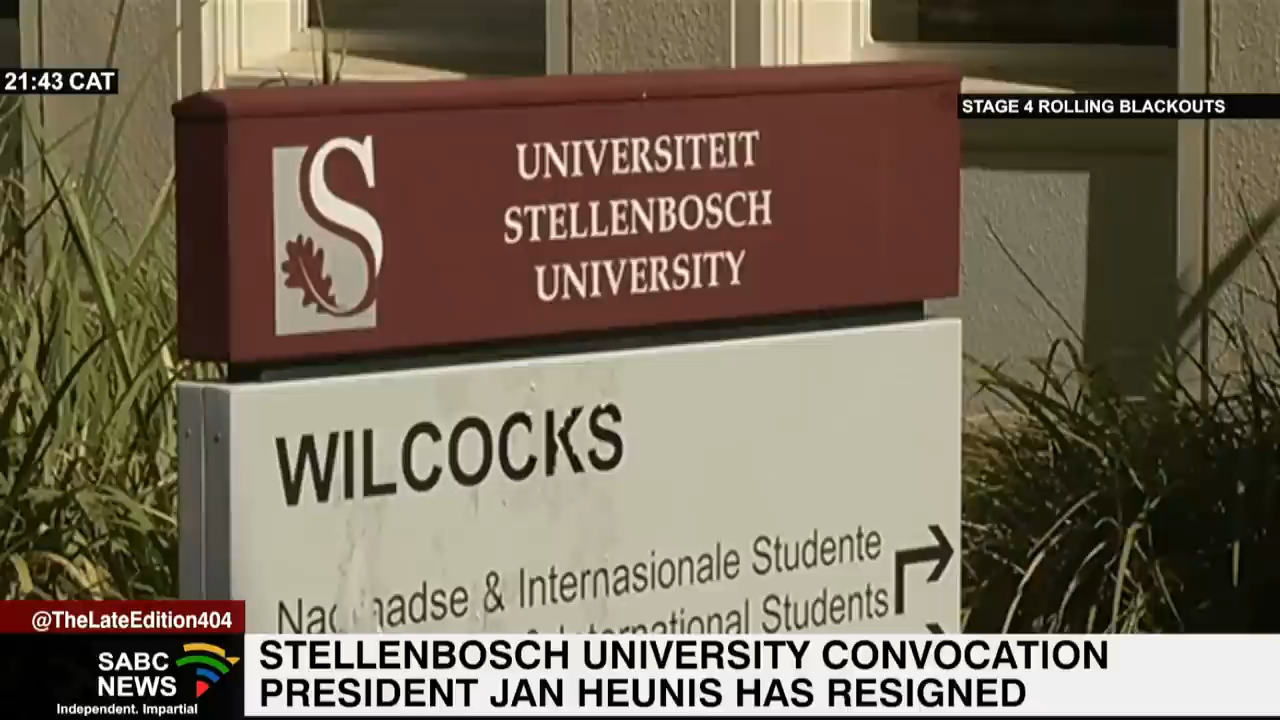 21:43 CAT
STAGE 4 ROLLING BLACKOUTS
S
UNIVERSITEIT
STELLENBOSCH
UNIVERSITY
WILCOCKS
& Internasionale Studente
International Students
@TheLateEdition404
SABC
NEWS
Independent. Impartial
STELLENBOSCH UNIVERSITY CONVOCATION
PRESIDENT JAN HEUNIS HAS RESIGNED